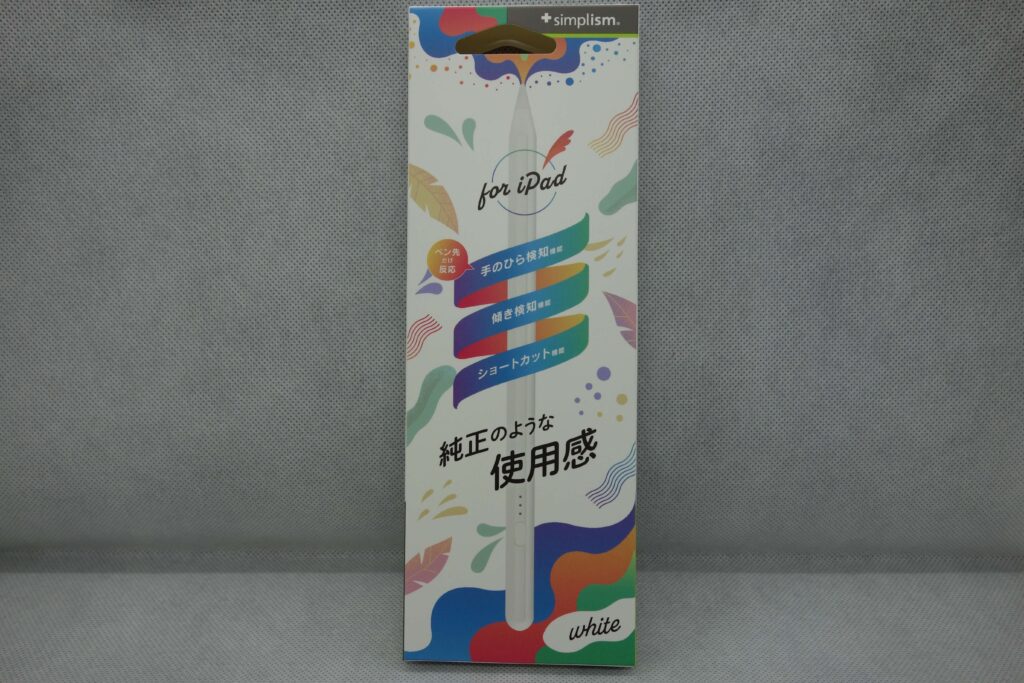 simplism®
for iPad
ペン先
だけ
反応
手のひら検知機能
傾き検知機能
ショートカット機能
純正のような
使用感
white